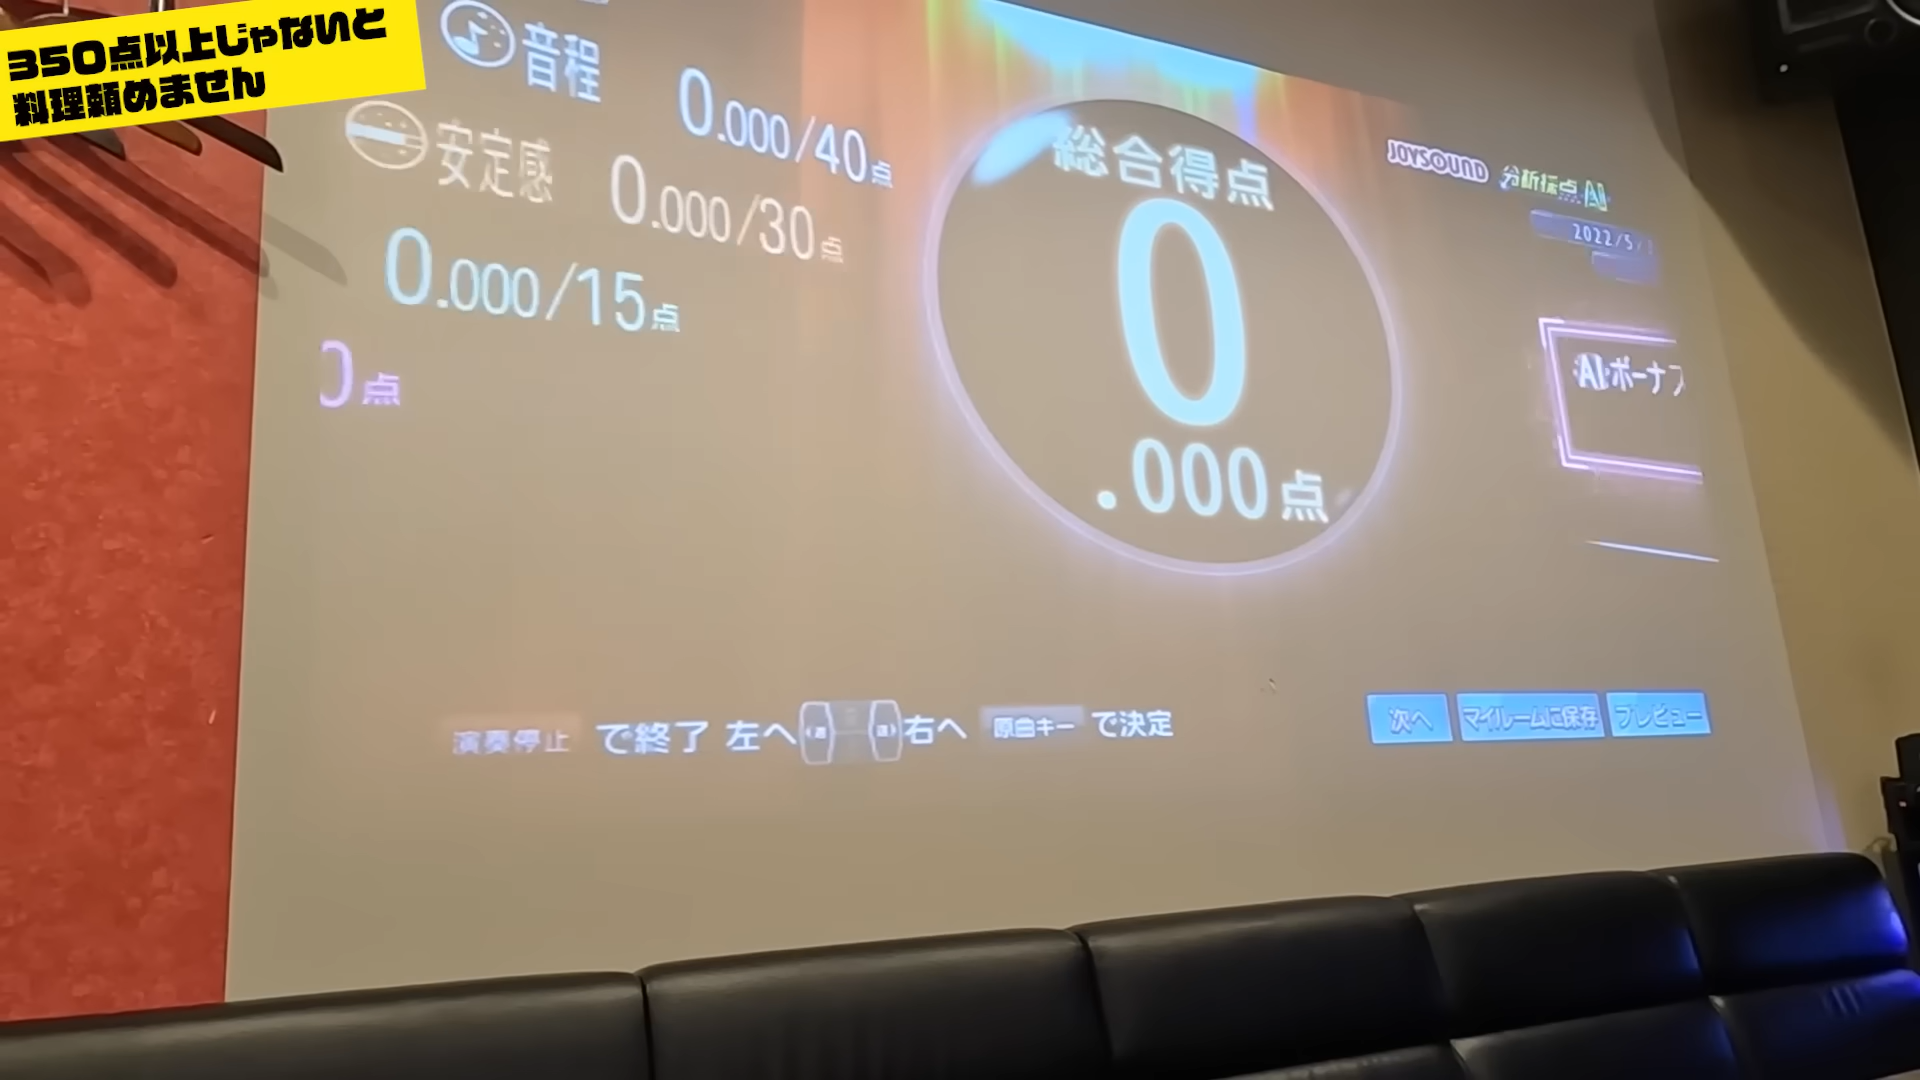 350点以上じゃないと
料理頼めません
音程
0.000/40点
安定感
0.000/30点
0.000/15点
0点
総合得点
0
.000点
JOYSOUND 分析採点AI
2022/5/
AIボーナス
演奏停止 で終了 左へ 右へ 原曲キー で決定
次へ マイルームに保存 プレビュー